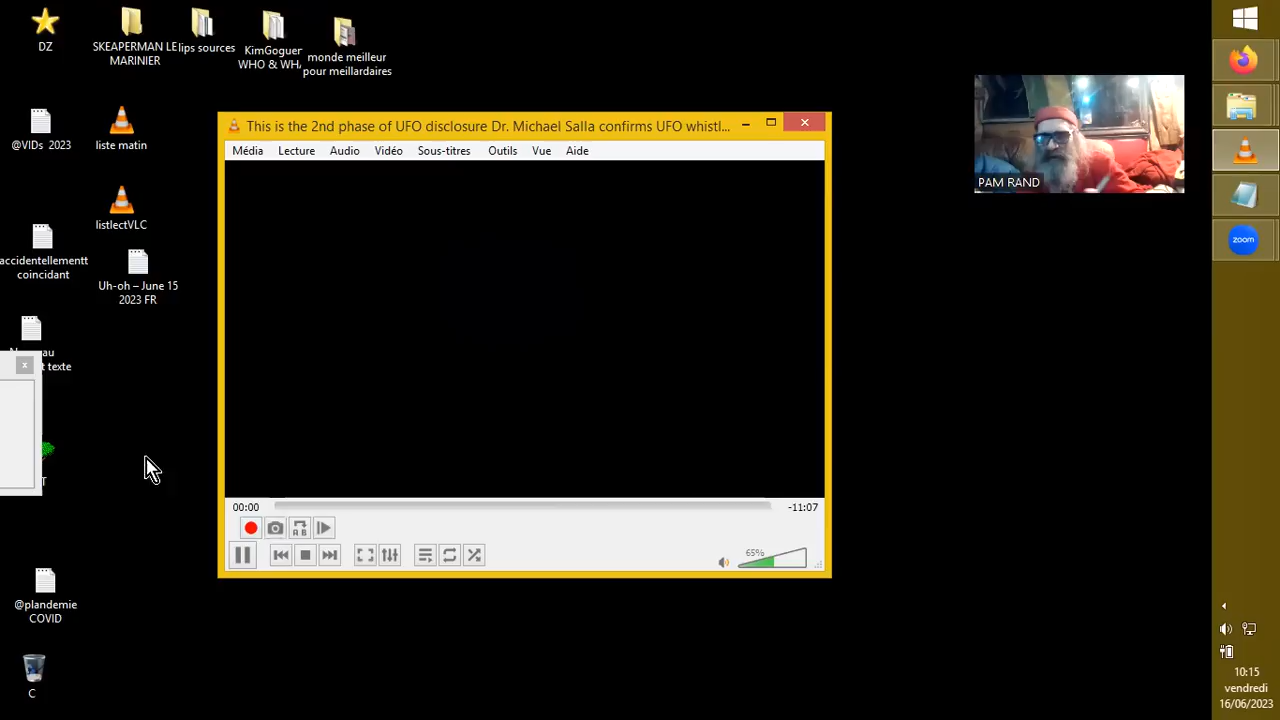 DZ
SKEAPERMAN LE
MARINIER
lips sources
KimGoguer
WHO & WH
monde meilleur
pour meillardaires
@VIDs 2023
liste matin
listlectVLC
accidentellementt
coincidant
Uh-oh – June 15
2023 FR
au
t texte
x
T
@plandemie
COVID
C
This is the 2nd phase of UFO disclosure Dr. Michael Salla confirms UFO whistl...
Média Lecture Audio Vidéo Sous-titres Outils Vue Aide
00:00
-11:07
A B
65%
PAM RAND
zoom
10:15
vendredi
16/06/2023